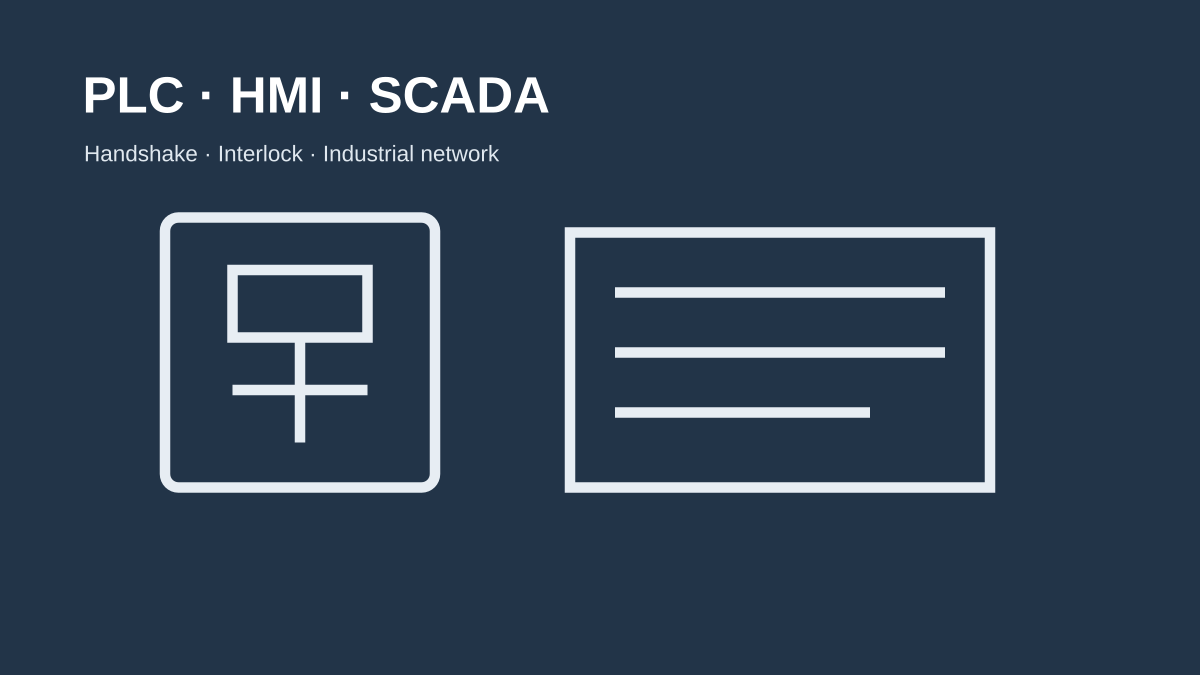 PLC · HMI · SCADA
Handshake · Interlock · Industrial network